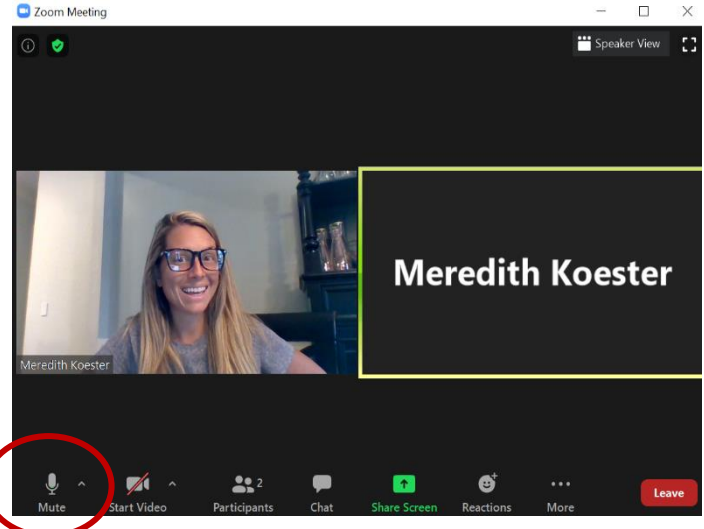 Zoom Meeting
Speaker View
Meredith Koester
Meredith Koester
Mute
Start Video
Participants
2
Chat
Share Screen
Reactions
More
Leave